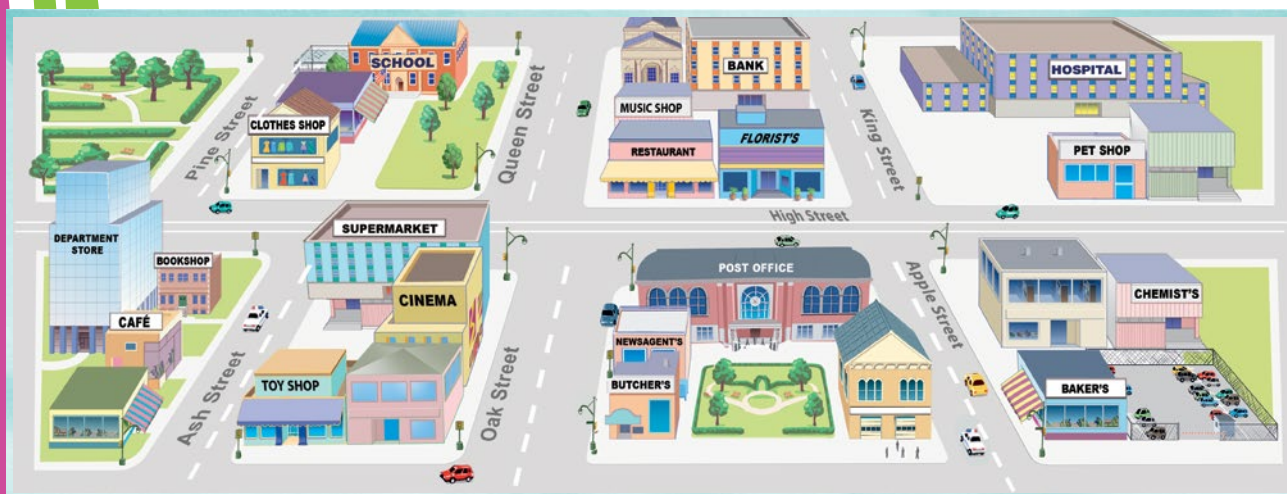 SCHOOL
CLOTHES SHOP
Pine Street
Queen Street
BANK
MUSIC SHOP
RESTAURANT
FLORIST'S
King Street
HOSPITAL
PET SHOP
High Street
DEPARTMENT
STORE
BOOKSHOP
CAFÉ
Ash Street
SUPERMARKET
CINEMA
TOY SHOP
Oak Street
POST OFFICE
NEWSAGENT'S
BUTCHER'S
Apple Street
CHEMIST'S
BAKER'S